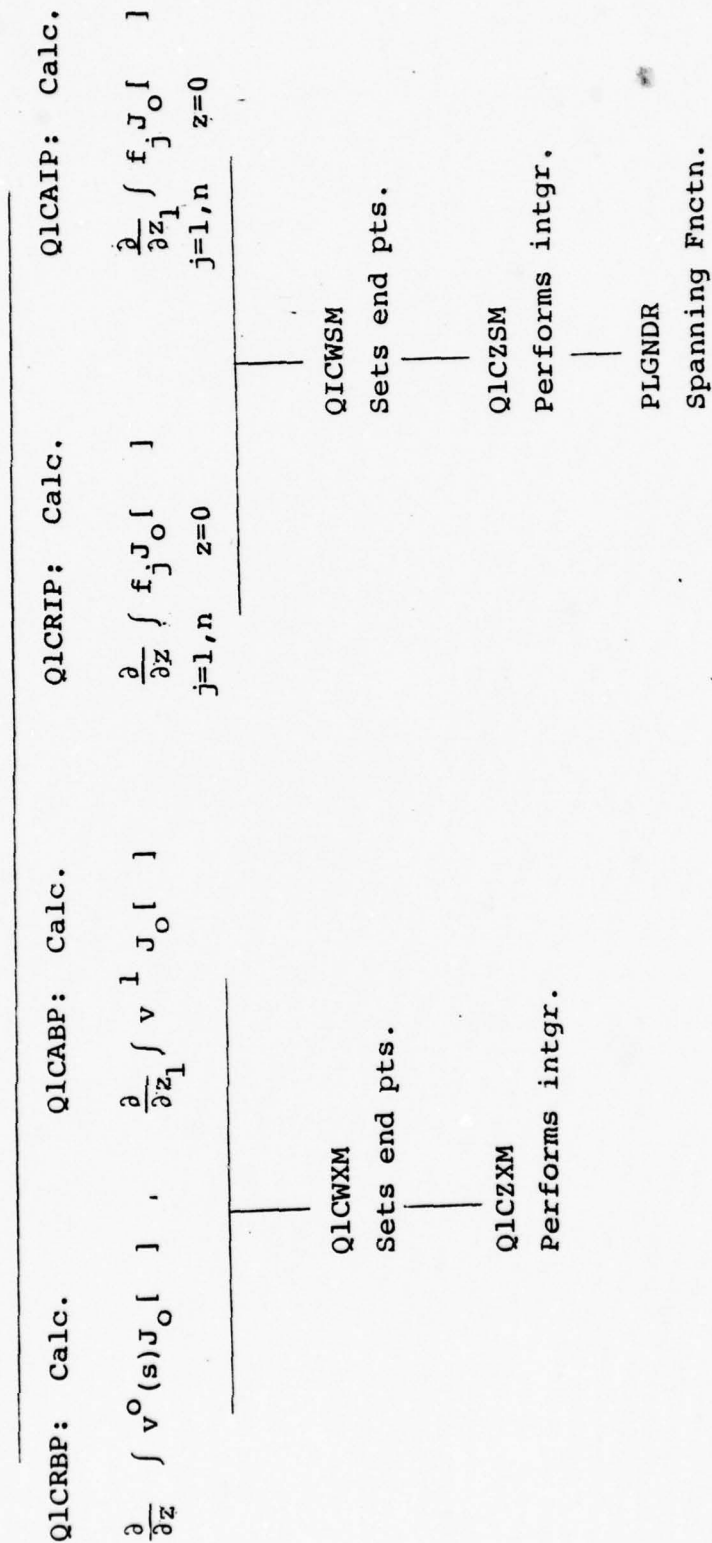 Q1CRBP: Calc. Q1CABP: Calc. Q1CRIP: Calc. Q1CAIP: Calc.
∂/∂z ∫ v^o(s)J_o[ ] , ∂/∂z_1 ∫ v^1 J_o[ ] ∂/∂z ∫ f_j J_o[ ] ∂/∂z_1 ∫ f_j J_o[ ]
j=1,n z=0 j=1,n z=0
Q1CWXM QICWSM
Sets end pts. Sets end pts.
Q1CZXM Q1CZSM
Performs intgr. Performs intgr.
PLGNDR
Spanning Fnctn.